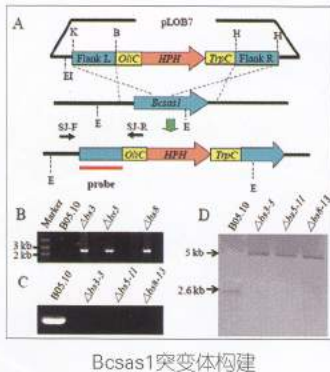 A
pLOB7
K
B
H
H
Flank L
OliC
HPH
TrpC
Flank R
EI
Bcsas1
E
E
SJ-F
SJ-R
OliC
HPH
TrpC
E
probe
E
B
Marker
B05.10
3 kb
2 kb
C
B05.10
D
B05.10
5 kb
2.6 kb
Bcsas1突变体构建